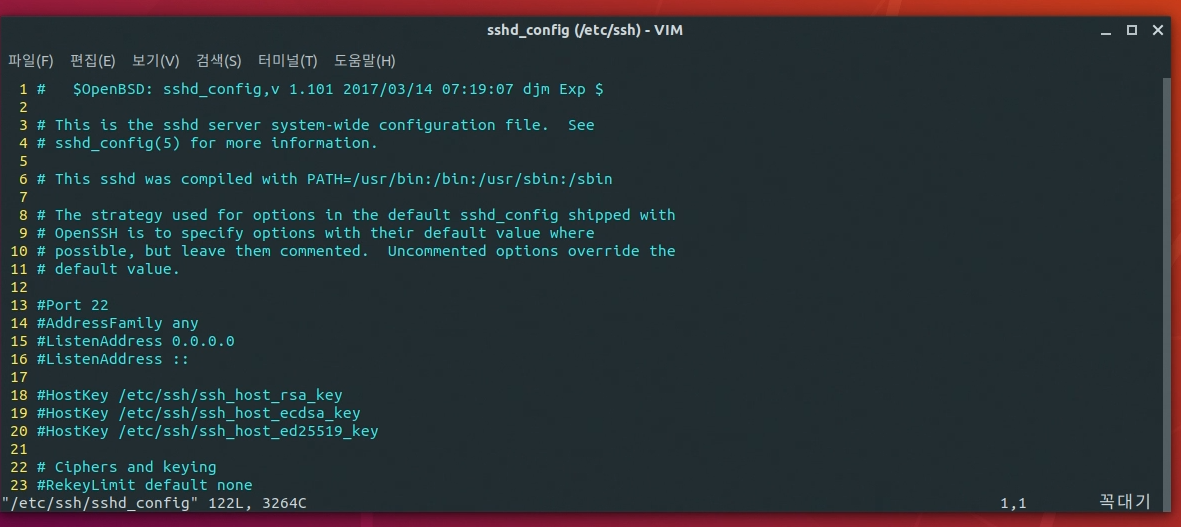 sshd_config (/etc/ssh) - VIM
파일(F) 편집(E) 보기(V) 검색(S) 터미널(T) 도움말(H)
1 #   $OpenBSD: sshd_config,v 1.101 2017/03/14 07:19:07 djm Exp $
2
3 # This is the sshd server system-wide configuration file.  See
4 # sshd_config(5) for more information.
5
6 # This sshd was compiled with PATH=/usr/bin:/bin:/usr/sbin:/sbin
7
8 # The strategy used for options in the default sshd_config shipped with
9 # OpenSSH is to specify options with their default value where
10 # possible, but leave them commented.  Uncommented options override the
11 # default value.
12
13 #Port 22
14 #AddressFamily any
15 #ListenAddress 0.0.0.0
16 #ListenAddress ::
17
18 #HostKey /etc/ssh/ssh_host_rsa_key
19 #HostKey /etc/ssh/ssh_host_ecdsa_key
20 #HostKey /etc/ssh/ssh_host_ed25519_key
21
22 # Ciphers and keying
23 #RekeyLimit default none
"/etc/ssh/sshd_config" 122L, 3264C 1,1 꼭대기